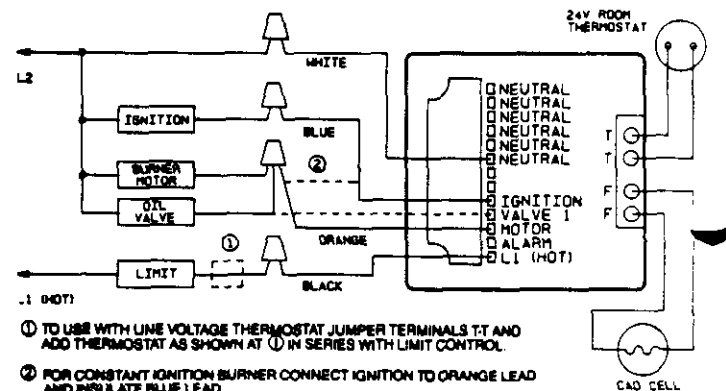 24V ROOM
THERMOSTAT
WHITE
L2
NEUTRAL
NEUTRAL
NEUTRAL
NEUTRAL
NEUTRAL
NEUTRAL
IGNITION
BLUE
T
T
BURNER
MOTOR
②
F
F
OIL
VALVE
IGNITION
VALVE 1
MOTOR
ALARM
L1 (HOT)
ORANGE
①
LIMIT
BLACK
L1 (HOT)
① TO USE WITH LINE VOLTAGE THERMOSTAT JUMPER TERMINALS T-T AND
ADD THERMOSTAT AS SHOWN AT ① IN SERIES WITH LIMIT CONTROL.
② FOR CONSTANT IGNITION BURNER CONNECT IGNITION TO ORANGE LEAD
AND INSULATE BLUE LEAD.
CAD CELL